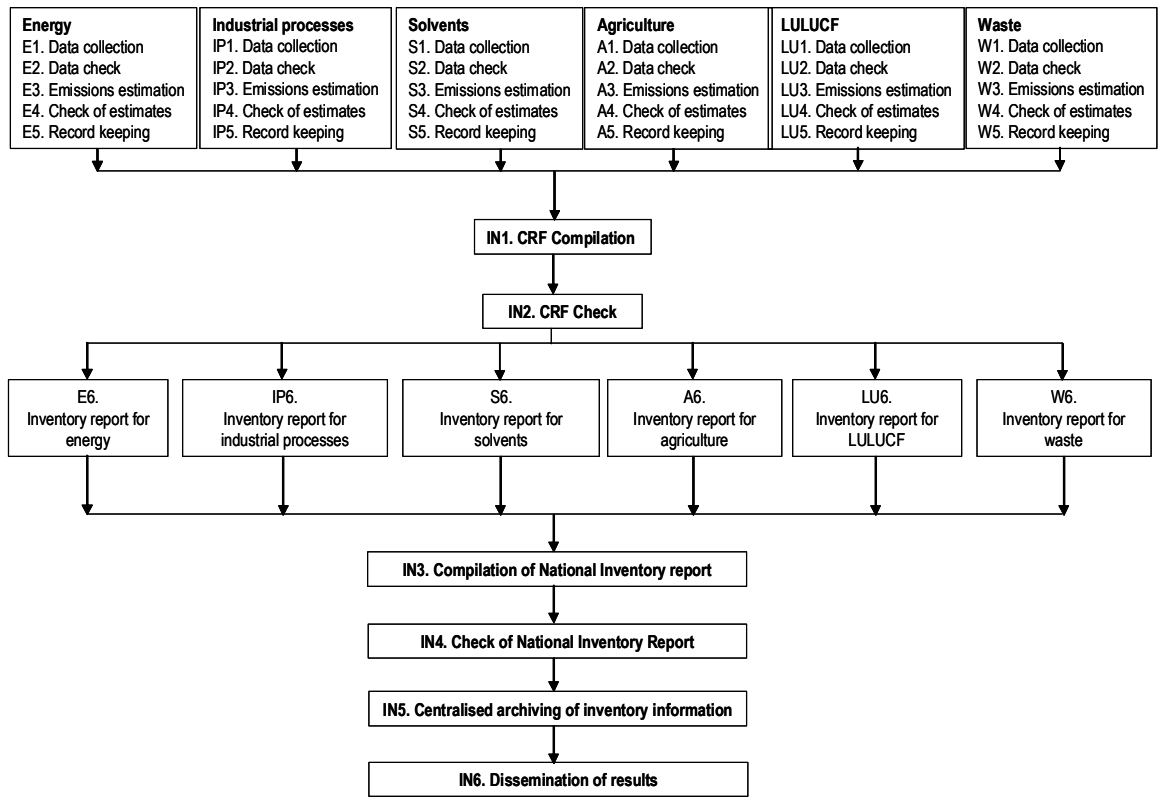 Energy
E1. Data collection
E2. Data check
E3. Emissions estimation
E4. Check of estimates
E5. Record keeping
Industrial processes
IP1. Data collection
IP2. Data check
IP3. Emissions estimation
IP4. Check of estimates
IP5. Record keeping
Solvents
S1. Data collection
S2. Data check
S3. Emissions estimation
S4. Check of estimates
S5. Record keeping
Agriculture
A1. Data collection
A2. Data check
A3. Emissions estimation
A4. Check of estimates
A5. Record keeping
LULUCF
LU1. Data collection
LU2. Data check
LU3. Emissions estimation
LU4. Check of estimates
LU5. Record keeping
Waste
W1. Data collection
W2. Data check
W3. Emissions estimation
W4. Check of estimates
W5. Record keeping
IN1. CRF Compilation
IN2. CRF Check
E6.
Inventory report for
energy
IP6.
Inventory report for
industrial processes
S6.
Inventory report for
solvents
A6.
Inventory report for
agriculture
LU6.
Inventory report for
LULUCF
W6.
Inventory report for
waste
IN3. Compilation of National Inventory report
IN4. Check of National Inventory Report
IN5. Centralised archiving of inventory information
IN6. Dissemination of results